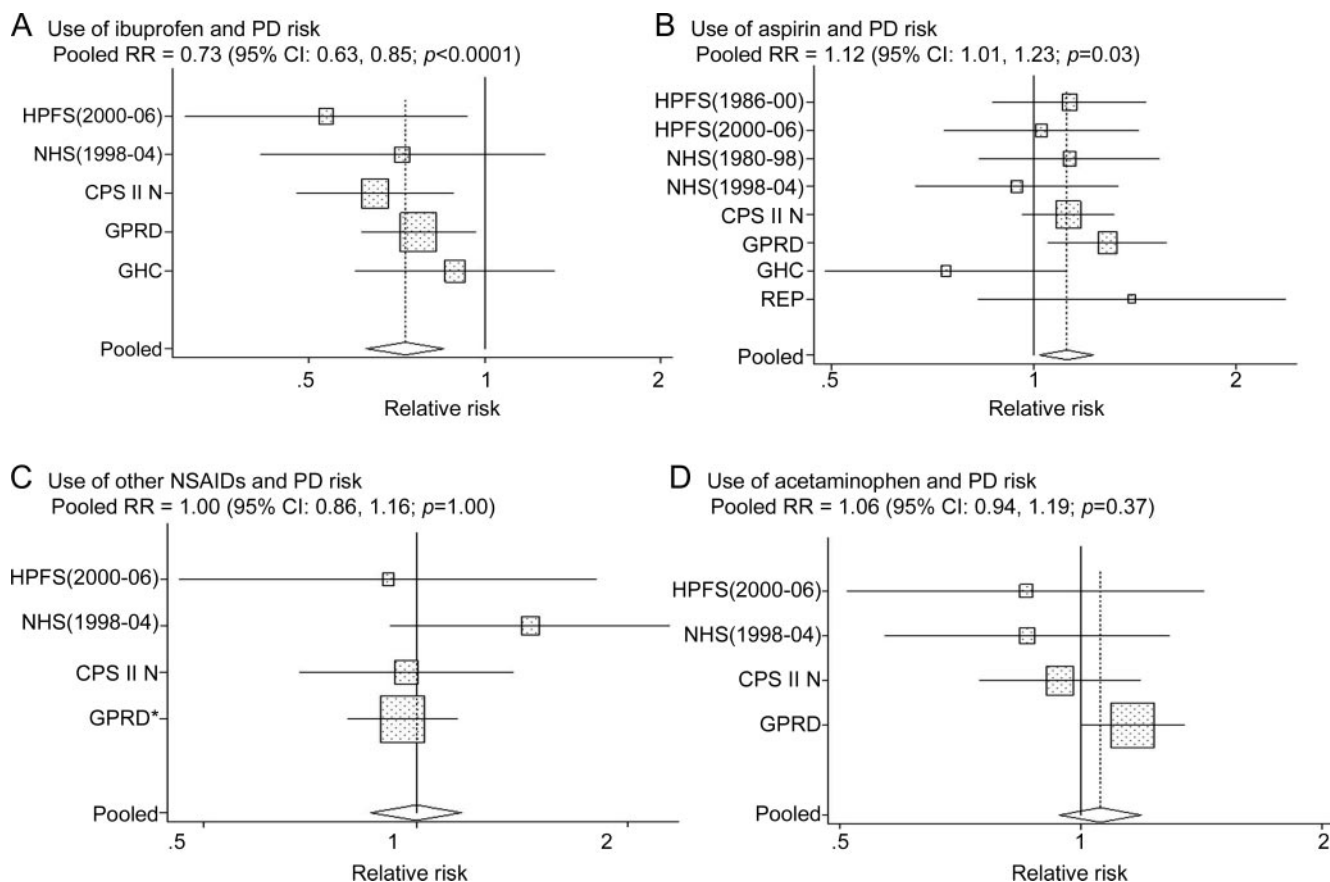 A Use of ibuprofen and PD risk
Pooled RR = 0.73 (95% CI: 0.63, 0.85; p<0.0001)
HPFS(2000-06)
NHS(1998-04)
CPS II N
GPRD
GHC
Pooled
.5 1 2
Relative risk
B Use of aspirin and PD risk
Pooled RR = 1.12 (95% CI: 1.01, 1.23; p=0.03)
HPFS(1986-00)
HPFS(2000-06)
NHS(1980-98)
NHS(1998-04)
CPS II N
GPRD
GHC
REP
Pooled
.5 1 2
Relative risk
C Use of other NSAIDs and PD risk
Pooled RR = 1.00 (95% CI: 0.86, 1.16; p=1.00)
HPFS(2000-06)
NHS(1998-04)
CPS II N
GPRD*
Pooled
.5 1 2
Relative risk
D Use of acetaminophen and PD risk
Pooled RR = 1.06 (95% CI: 0.94, 1.19; p=0.37)
HPFS(2000-06)
NHS(1998-04)
CPS II N
GPRD
Pooled
.5 1 2
Relative risk